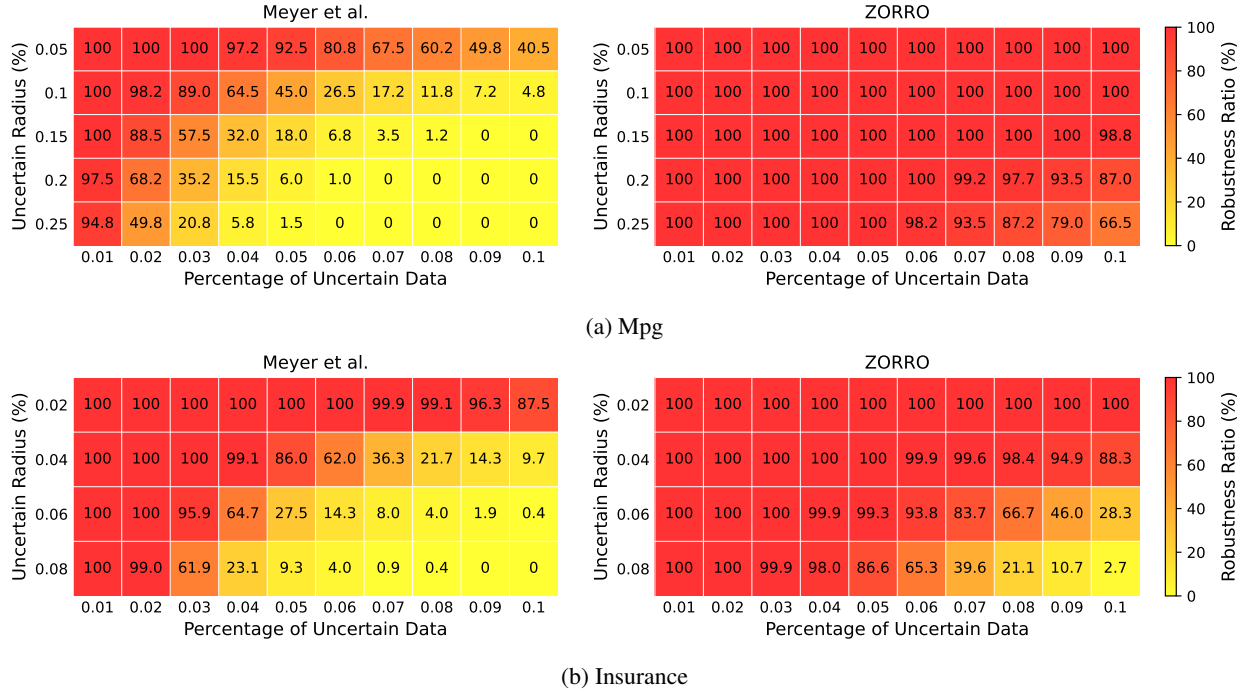 Meyer et al.
ZORRO
Uncertain Radius (%)
0.05 100 100 100 97.2 92.5 80.8 67.5 60.2 49.8 40.5
0.1 100 98.2 89.0 64.5 45.0 26.5 17.2 11.8 7.2 4.8
0.15 100 88.5 57.5 32.0 18.0 6.8 3.5 1.2 0 0
0.2 97.5 68.2 35.2 15.5 6.0 1.0 0 0 0 0
0.25 94.8 49.8 20.8 5.8 1.5 0 0 0 0 0
0.01 0.02 0.03 0.04 0.05 0.06 0.07 0.08 0.09 0.1
Percentage of Uncertain Data
Uncertain Radius (%)
0.05 100 100 100 100 100 100 100 100 100 100
0.1 100 100 100 100 100 100 100 100 100 100
0.15 100 100 100 100 100 100 100 100 100 98.8
0.2 100 100 100 100 100 100 99.2 97.7 93.5 87.0
0.25 100 100 100 100 100 98.2 93.5 87.2 79.0 66.5
0.01 0.02 0.03 0.04 0.05 0.06 0.07 0.08 0.09 0.1
Percentage of Uncertain Data
100
80
60
40
20
0
Robustness Ratio (%)
(a) Mpg
Meyer et al.
ZORRO
Uncertain Radius (%)
0.02 100 100 100 100 100 100 99.9 99.1 96.3 87.5
0.04 100 100 100 99.1 86.0 62.0 36.3 21.7 14.3 9.7
0.06 100 100 95.9 64.7 27.5 14.3 8.0 4.0 1.9 0.4
0.08 100 99.0 61.9 23.1 9.3 4.0 0.9 0.4 0 0
0.01 0.02 0.03 0.04 0.05 0.06 0.07 0.08 0.09 0.1
Percentage of Uncertain Data
Uncertain Radius (%)
0.02 100 100 100 100 100 100 100 100 100 100
0.04 100 100 100 100 100 99.9 99.6 98.4 94.9 88.3
0.06 100 100 100 99.9 99.3 93.8 83.7 66.7 46.0 28.3
0.08 100 100 99.9 98.0 86.6 65.3 39.6 21.1 10.7 2.7
0.01 0.02 0.03 0.04 0.05 0.06 0.07 0.08 0.09 0.1
Percentage of Uncertain Data
100
80
60
40
20
0
Robustness Ratio (%)
(b) Insurance